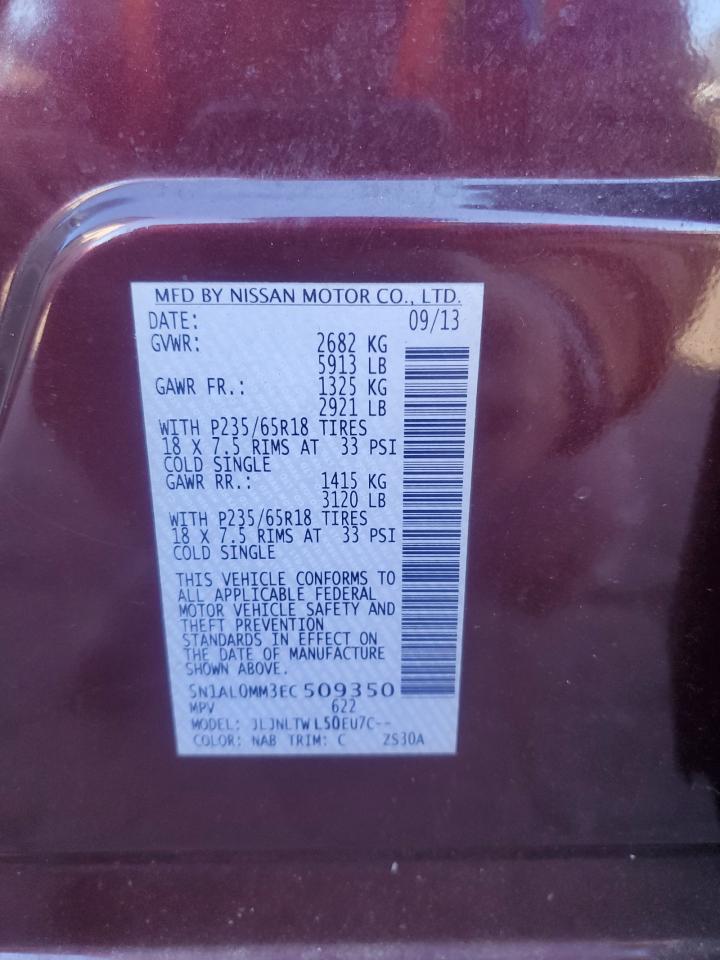 MFD BY NISSAN MOTOR CO., LTD.
DATE: 09/13
GVWR: 2682 KG
5913 LB
GAWR FR.: 1325 KG
2921 LB
WITH P235/65R18 TIRES
18 X 7.5 RIMS AT 33 PSI
COLD SINGLE
GAWR RR.: 1415 KG
3120 LB
WITH P235/65R18 TIRES
18 X 7.5 RIMS AT 33 PSI
COLD SINGLE
THIS VEHICLE CONFORMS TO
ALL APPLICABLE FEDERAL
MOTOR VEHICLE SAFETY AND
THEFT PREVENTION
STANDARDS IN EFFECT ON
THE DATE OF MANUFACTURE
SHOWN ABOVE.
5N1AL0MM3EC509350
MPV 622
MODEL: JLJNLTWL50EU7C--
COLOR: NAB TRIM: C ZS30A